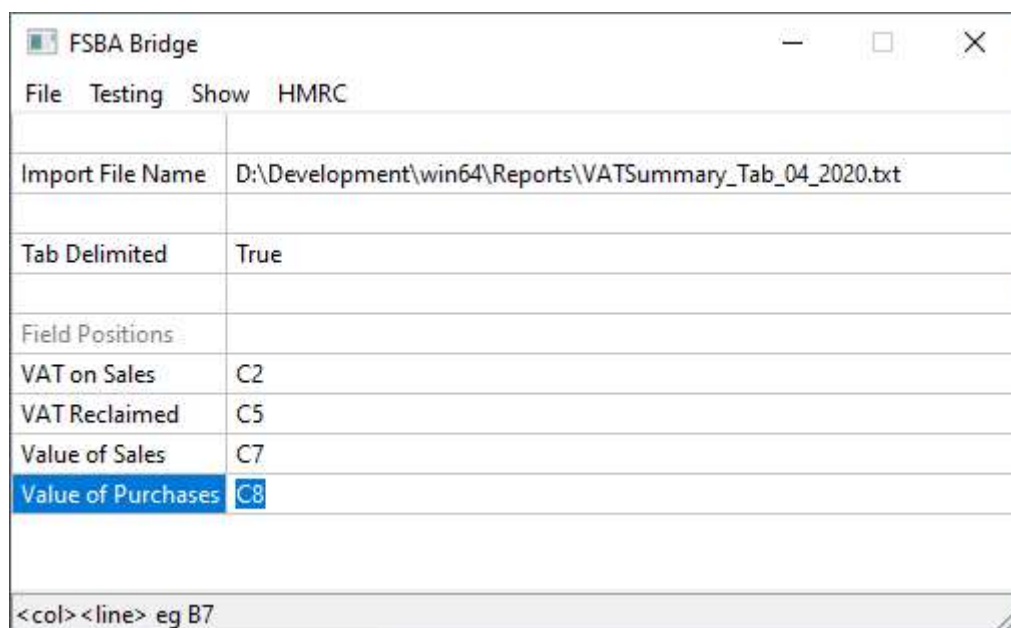 FSBA Bridge
File Testing Show HMRC
Import File Name D:\Development\win64\Reports\VATSummary_Tab_04_2020.txt
Tab Delimited True
Field Positions
VAT on Sales C2
VAT Reclaimed C5
Value of Sales C7
Value of Purchases C8
<col><line> eg B7